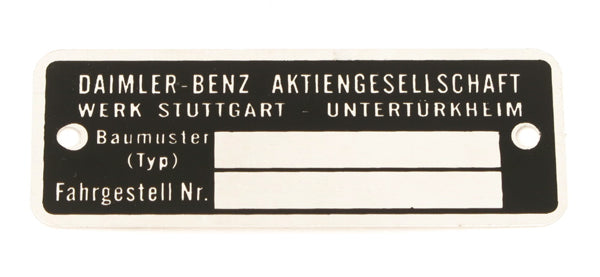 DAIMLER-BENZ AKTIENGESELLSCHAFT
WERK STUTTGART - UNTERTÜRKHEIM
Baumuster
(Typ)
Fahrgestell Nr.